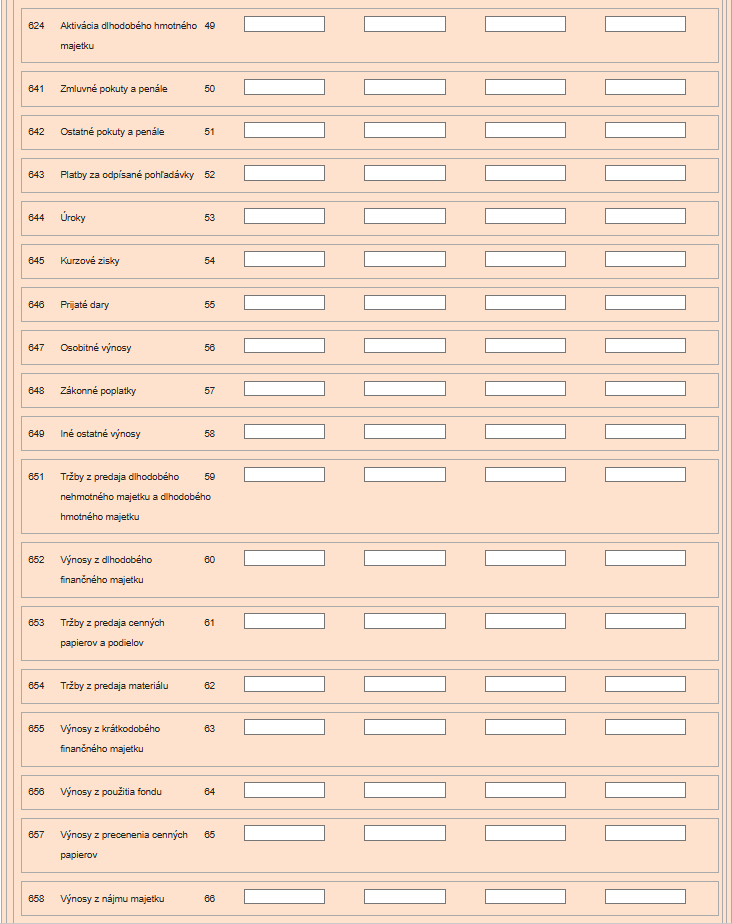 624 Aktivácia dlhodobého hmotného 49
majetku
641 Zmluvné pokuty a penále 50
642 Ostatné pokuty a penále 51
643 Platby za odpísané pohľadávky 52
644 Úroky 53
645 Kurzové zisky 54
646 Prijaté dary 55
647 Osobitné výnosy 56
648 Zákonné poplatky 57
649 Iné ostatné výnosy 58
651 Tržby z predaja dlhodobého 59
nehmotného majetku a dlhodobého
hmotného majetku
652 Výnosy z dlhodobého 60
finančného majetku
653 Tržby z predaja cenných 61
papierov a podielov
654 Tržby z predaja materiálu 62
655 Výnosy z krátkodobého 63
finančného majetku
656 Výnosy z použitia fondu 64
657 Výnosy z precenenia cenných 65
papierov
658 Výnosy z nájmu majetku 66